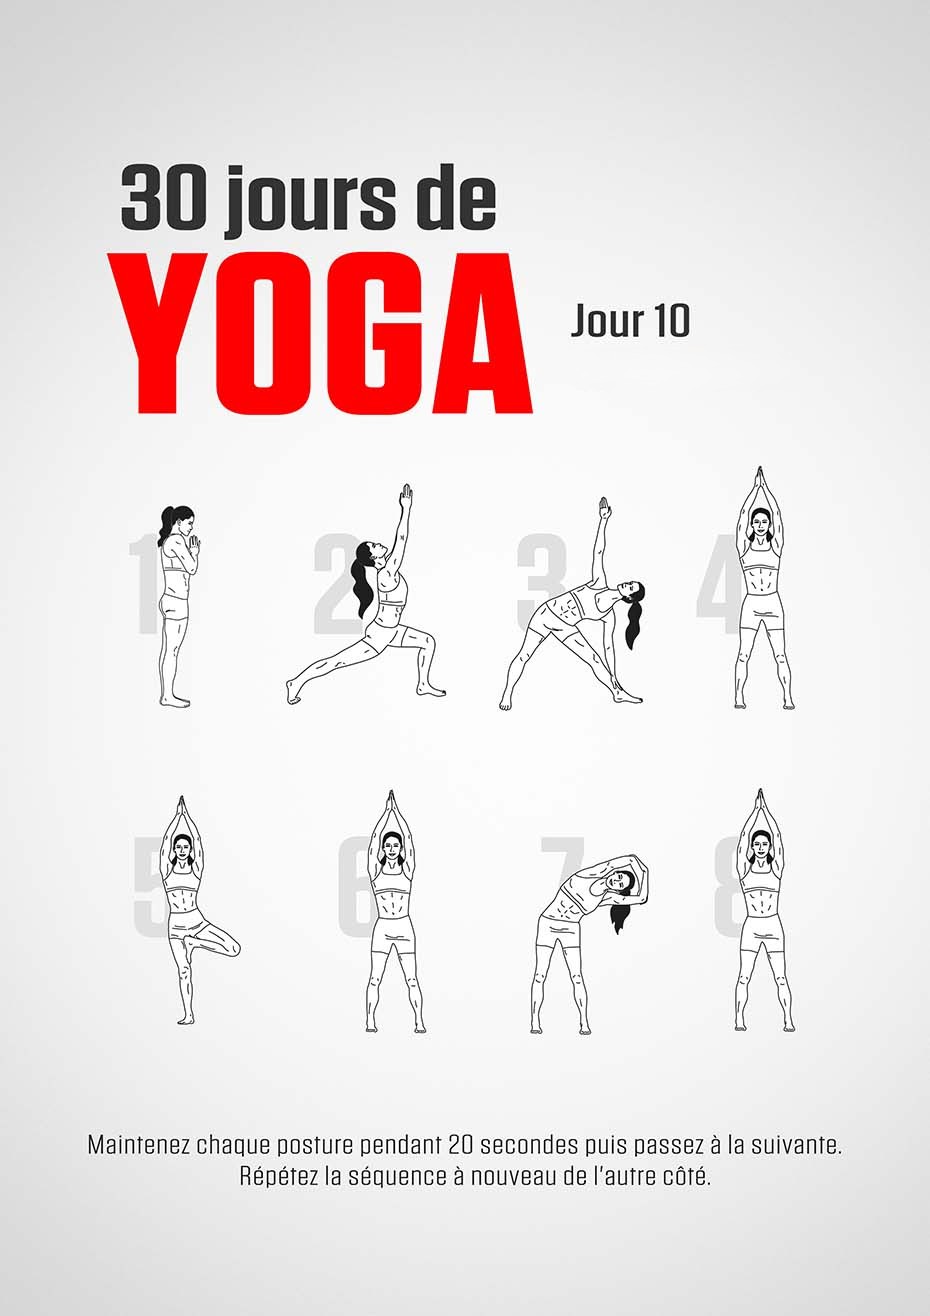 30 jours de
YOGA
Jour 10
1
2
3
4
5
6
7
8
Maintenez chaque posture pendant 20 secondes puis passez à la suivante.
Répétez la séquence à nouveau de l'autre côté.